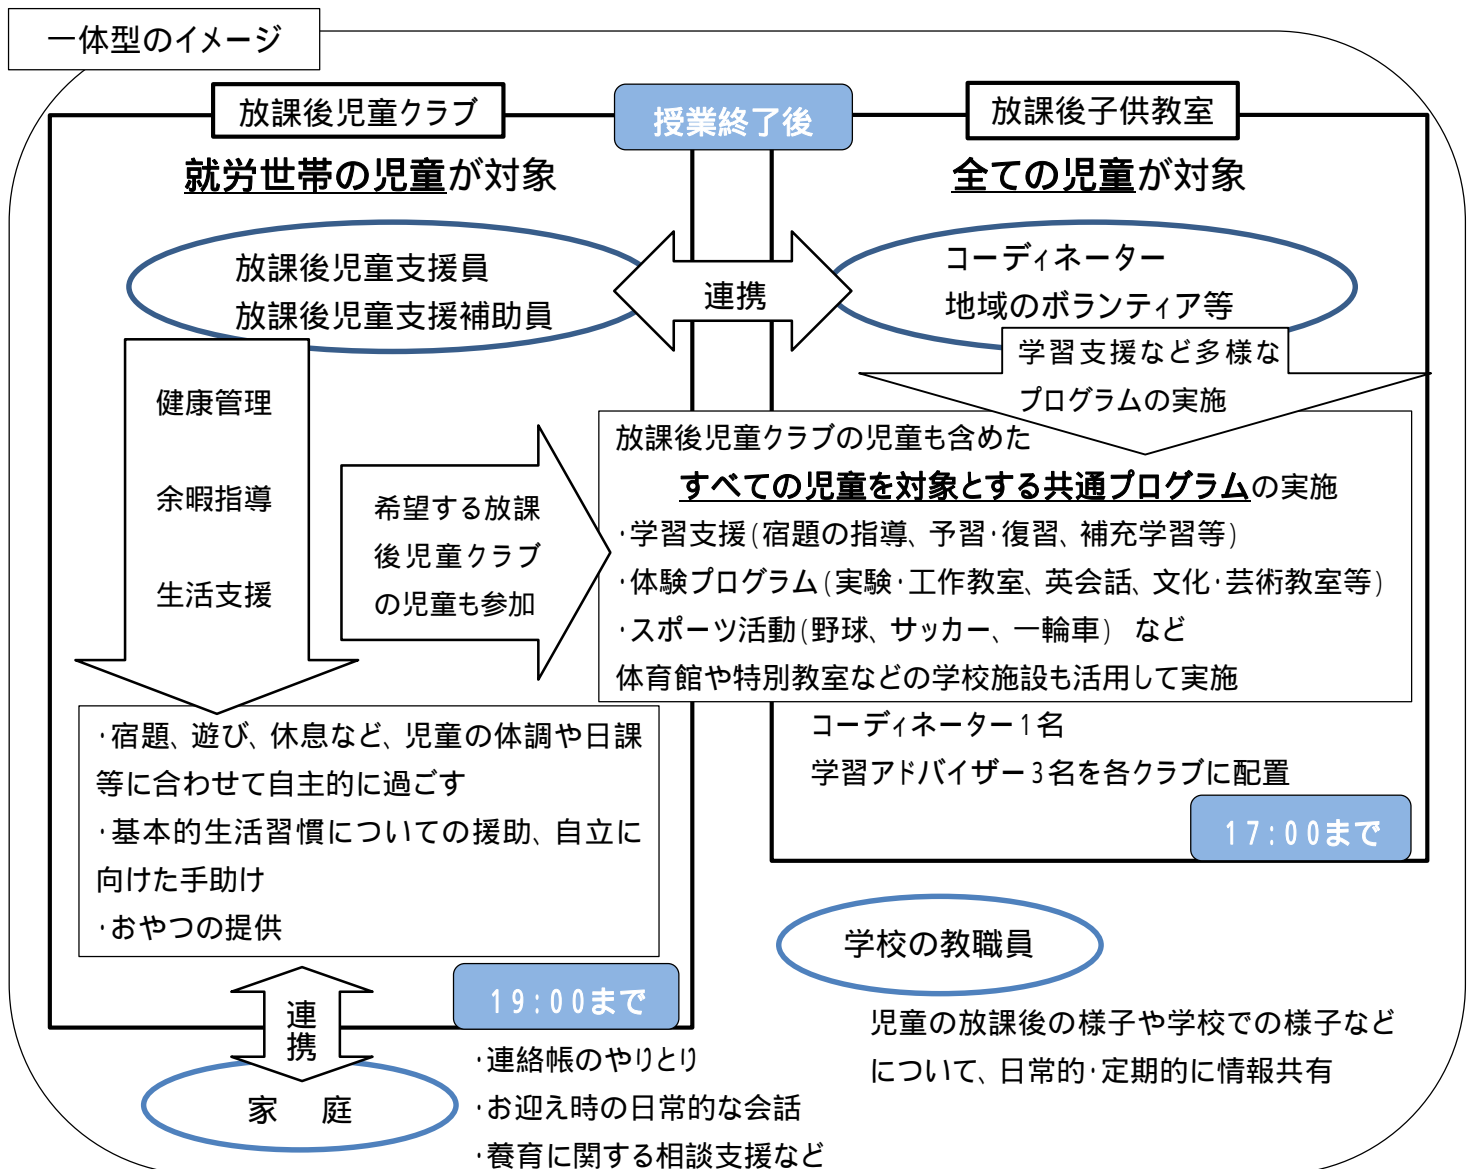 一体型のイメージ
放課後児童クラブ
授業終了後
放課後子供教室
就労世帯の児童が対象
全ての児童が対象
放課後児童支援員
放課後児童支援補助員
連携
コーディネーター
地域のボランティア等
学習支援など多様な
プログラムの実施
健康管理
余暇指導
生活支援
希望する放課
後児童クラブ
の児童も参加
放課後児童クラブの児童も含めた
すべての児童を対象とする共通プログラムの実施
・学習支援(宿題の指導、予習・復習、補充学習等)
・体験プログラム(実験・工作教室、英会話、文化・芸術教室等)
・スポーツ活動(野球、サッカー、一輪車) など
体育館や特別教室などの学校施設も活用して実施
コーディネーター1名
学習アドバイザー3名を各クラブに配置
17:00まで
・宿題、遊び、休息など、児童の体調や日課
等に合わせて自主的に過ごす
・基本的生活習慣についての援助、自立に
向けた手助け
・おやつの提供
19:00まで
連携
家 庭
・連絡帳のやりとり
・お迎え時の日常的な会話
・養育に関する相談支援など
学校の教職員
児童の放課後の様子や学校での様子など
について、日常的・定期的に情報共有